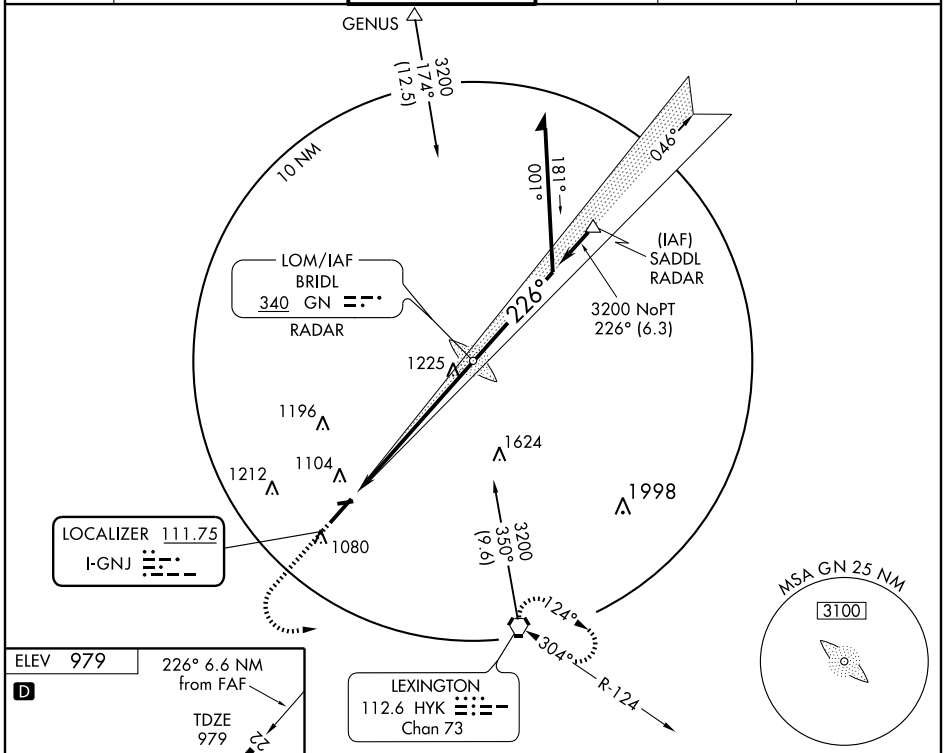 GENUS
3200
174°
(12.5)
10 NM
046°
181°
001°
(IAF)
SADDL
RADAR
LOM/IAF
BRIDL
340 GN
RADAR
226°
3200 NoPT
226° (6.3)
1225
1196
1624
1212
1104
1998
LOCALIZER 111.75
I-GNJ
1080
3200
350°
(9.6)
MSA GN 25 NM
3100
124°
304°
R-124
LEXINGTON
112.6 HYK
Chan 73
ELEV 979
D
226° 6.6 NM
from FAF
TDZE
979
22